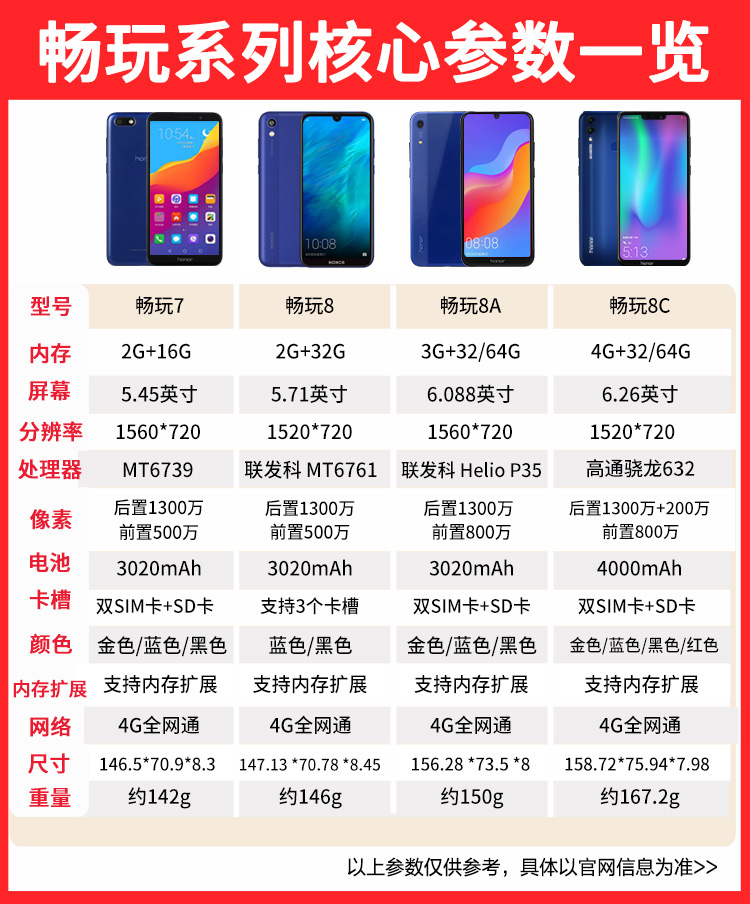 畅玩系列核心参数一览
10:54
honor
10:08
HONOR
honor
08:08
honor
honor
5:13
honor
型号 畅玩7 畅玩8 畅玩8A 畅玩8C
内存 2G+16G 2G+32G 3G+32/64G 4G+32/64G
屏幕 5.45英寸 5.71英寸 6.088英寸 6.26英寸
分辨率 1560*720 1520*720 1560*720 1520*720
处理器 MT6739 联发科 MT6761 联发科 Helio P35 高通骁龙632
像素 后置1300万 后置1300万 后置1300万 后置1300万+200万
前置500万 前置500万 前置800万 前置800万
电池 3020mAh 3020mAh 3020mAh 4000mAh
卡槽 双SIM卡+SD卡 支持3个卡槽 双SIM卡+SD卡 双SIM卡+SD卡
颜色 金色/蓝色/黑色 蓝色/黑色 金色/蓝色/黑色 金色/蓝色/黑色/红色
内存扩展 支持内存扩展 支持内存扩展 支持内存扩展 支持内存扩展
网络 4G全网通 4G全网通 4G全网通 4G全网通
尺寸 146.5*70.9*8.3 147.13 *70.78 *8.45 156.28 *73.5 *8 158.72*75.94*7.98
重量 约142g 约146g 约150g 约167.2g
以上参数仅供参考，具体以官网信息为准>>